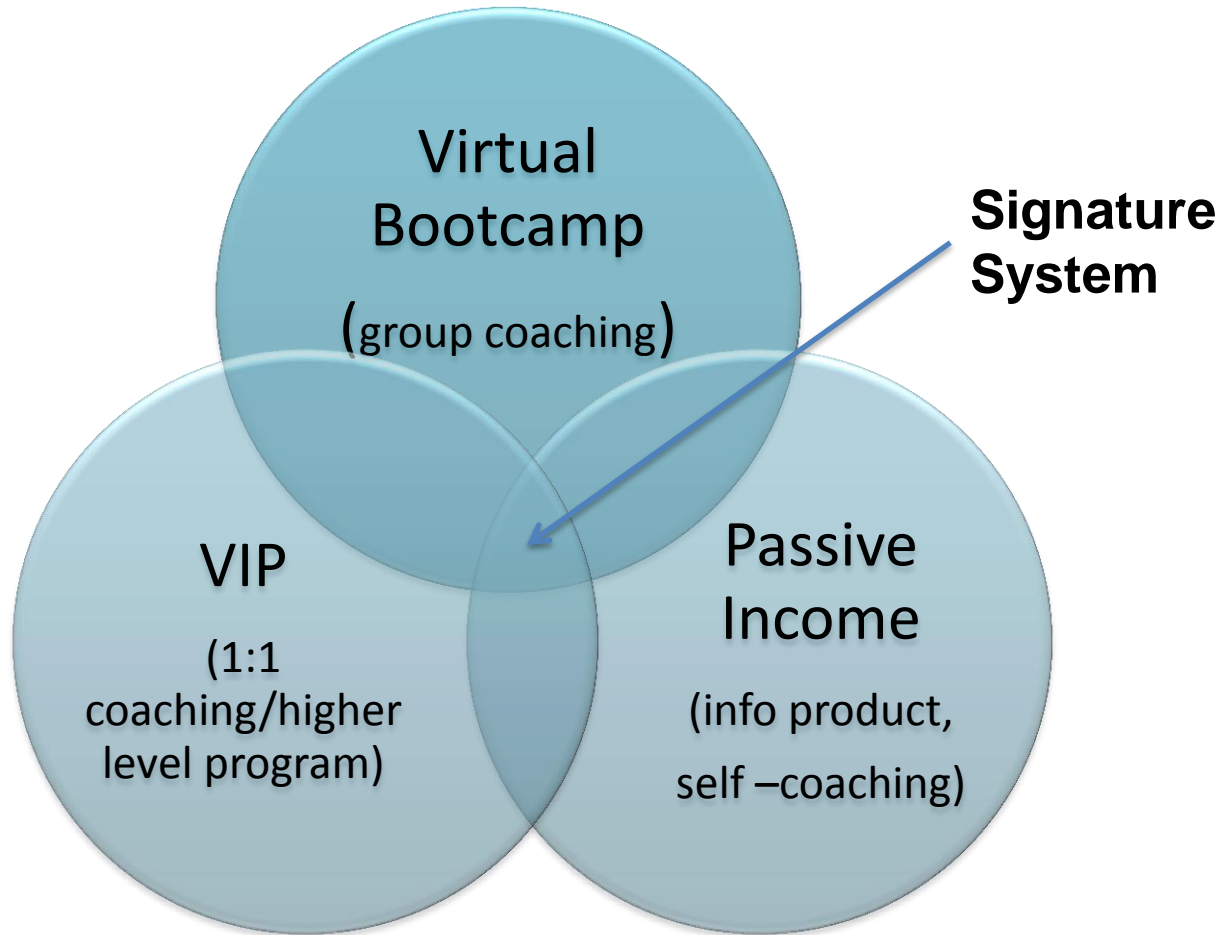 Virtual
Bootcamp
(group coaching)
Signature
System
VIP
(1:1
coaching/higher
level program)
Passive
Income
(info product,
self –coaching)